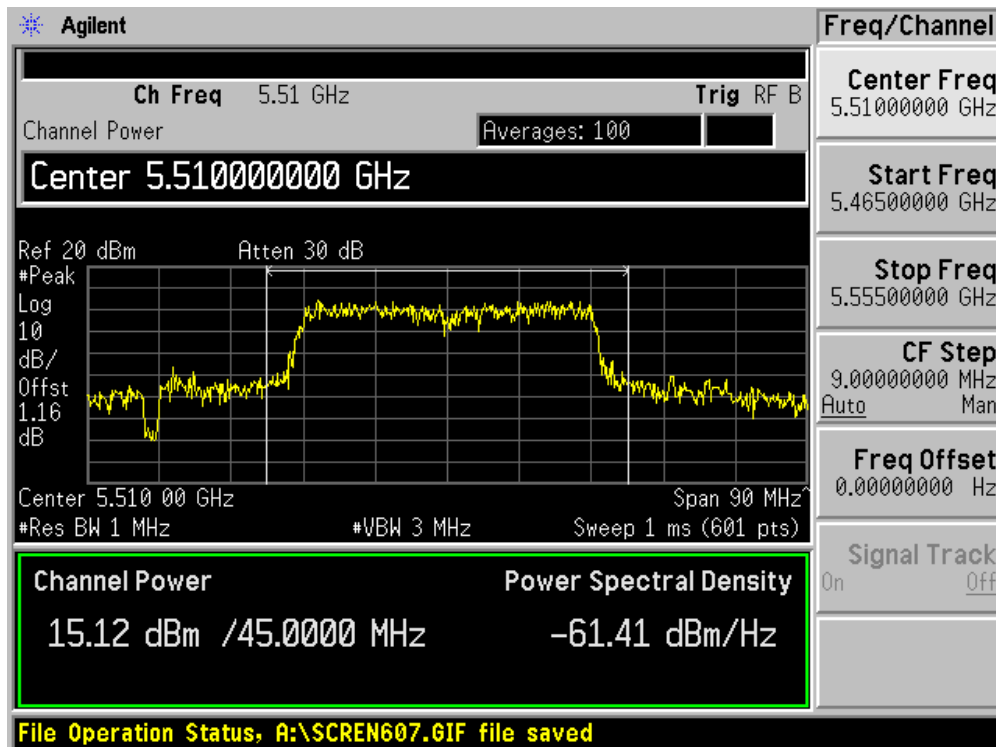 Agilent
Freq/Channel
Ch Freq 5.51 GHz Trig RF B
Channel Power Averages: 100
Center 5.510000000 GHz
Ref 20 dBm Atten 30 dB
#Peak
Log
10
dB/
Offst
1.16
dB
Center 5.510 00 GHz Span 90 MHz^
#Res BW 1 MHz #VBW 3 MHz Sweep 1 ms (601 pts)
Channel Power Power Spectral Density
15.12 dBm /45.0000 MHz -61.41 dBm/Hz
File Operation Status, A:\SCREN607.GIF file saved
Center Freq
5.51000000 GHz
Start Freq
5.46500000 GHz
Stop Freq
5.55500000 GHz
CF Step
9.00000000 MHz
Auto Man
Freq Offset
0.00000000 Hz
Signal Track
On Off